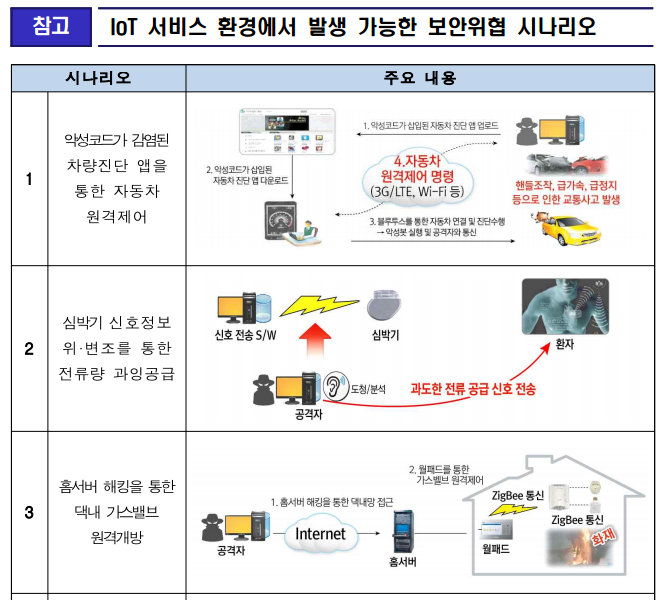 참고
IoT 서비스 환경에서 발생 가능한 보안위협 시나리오
시나리오
주요 내용
1
악성코드가 감염된
차량진단 앱을
통한 자동차
원격제어
1. 악성코드가 삽입된 자동차 진단 앱 업로드
2. 악성코드가 삽입된
자동차 진단 앱 다운로드
4.자동차
원격제어 명령
(3G/LTE, Wi-Fi 등)
핸들조작, 급가속, 급정지
등으로 인한 교통사고 발생
3. 블루투스를 통한 자동차 연결 및 진단수행
→ 악성봇 실행 및 공격자와 통신
2
심박기 신호정보
위·변조를 통한
전류량 과잉공급
신호 전송 S/W
심박기
환자
도청/분석
공격자
과도한 전류 공급 신호 전송
3
홈서버 해킹을 통한
댁내 가스밸브
원격개방
1. 홈서버 해킹을 통한 댁내망 접근
2. 월패드를 통한
가스밸브 원격제어
공격자
Internet
홈서버
ZigBee 통신
월패드
ZigBee 통신
화재